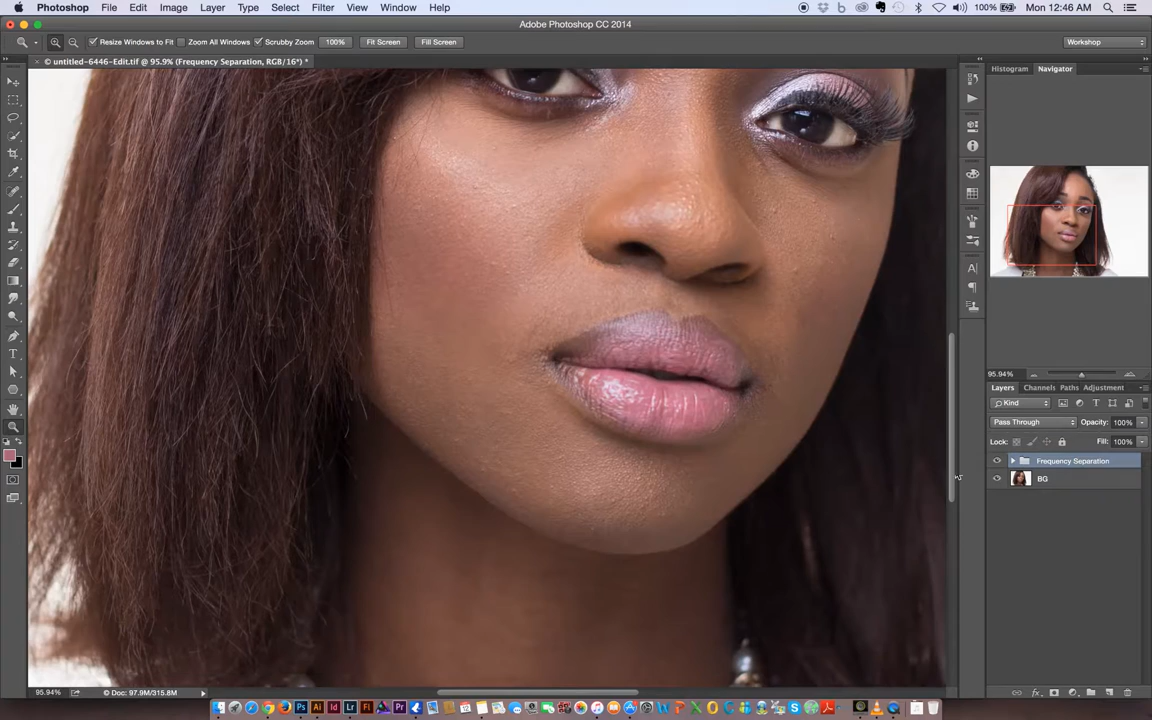 Photoshop File Edit Image Layer Type Select Filter View Window Help 100% Mon 12:46 AM
Adobe Photoshop CC 2014
Resize Windows to Fit Zoom All Windows Scrubby Zoom 100% Fit Screen Fill Screen Workshop
× © untitled-6446-Edit.tif @ 95.9% (Frequency Separation, RGB/16*) *
Histogram Navigator
95.94%
Layers Channels Paths Adjustment
Kind
Pass Through Opacity: 100%
Lock: Fill: 100%
Frequency Separation
BG
95.94% Doc: 97.9M/315.8M